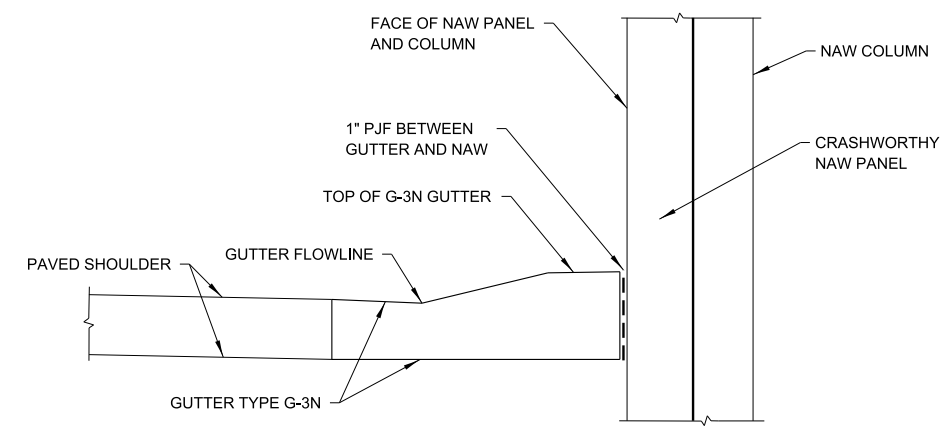 FACE OF NAW PANEL
AND COLUMN
NAW COLUMN
1" PJF BETWEEN
GUTTER AND NAW
CRASHWORTHY
NAW PANEL
TOP OF G-3N GUTTER
GUTTER FLOWLINE
PAVED SHOULDER
GUTTER TYPE G-3N